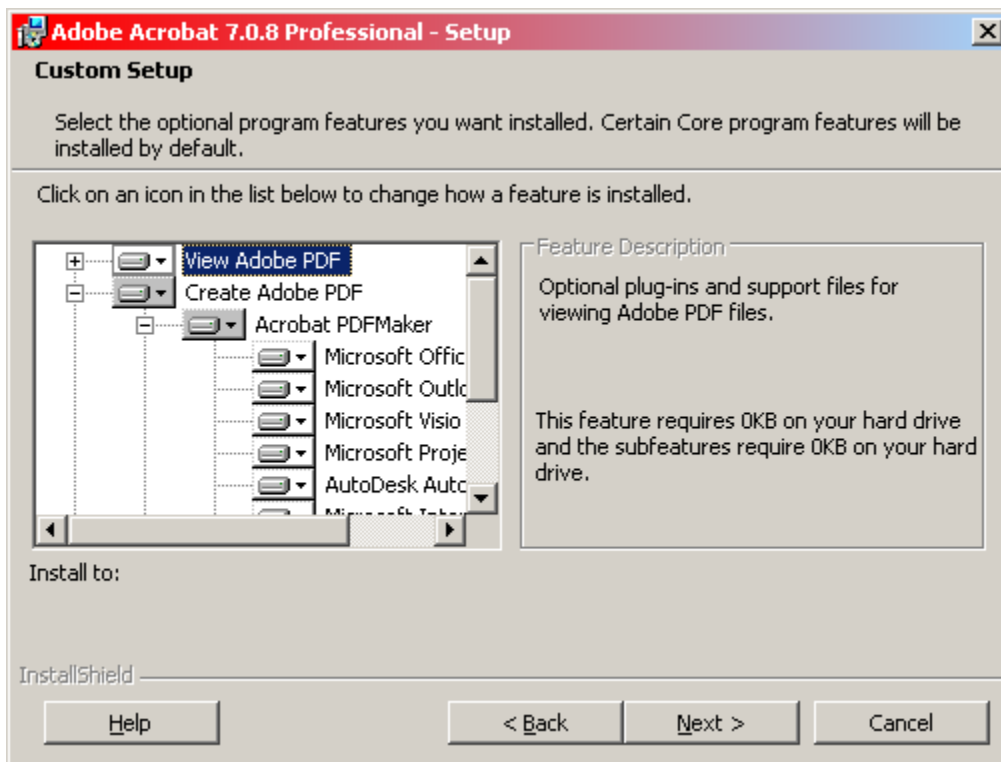 Adobe Acrobat 7.0.8 Professional - Setup
Custom Setup
Select the optional program features you want installed. Certain Core program features will be
installed by default.
Click on an icon in the list below to change how a feature is installed.
View Adobe PDF
Create Adobe PDF
Acrobat PDFMaker
Microsoft Offic
Microsoft Outlo
Microsoft Visio
Microsoft Proje
AutoDesk Auto
Microsoft Inter
Feature Description
Optional plug-ins and support files for
viewing Adobe PDF files.
This feature requires 0KB on your hard drive
and the subfeatures require 0KB on your hard
drive.
Install to:
InstallShield
Help
< Back
Next >
Cancel